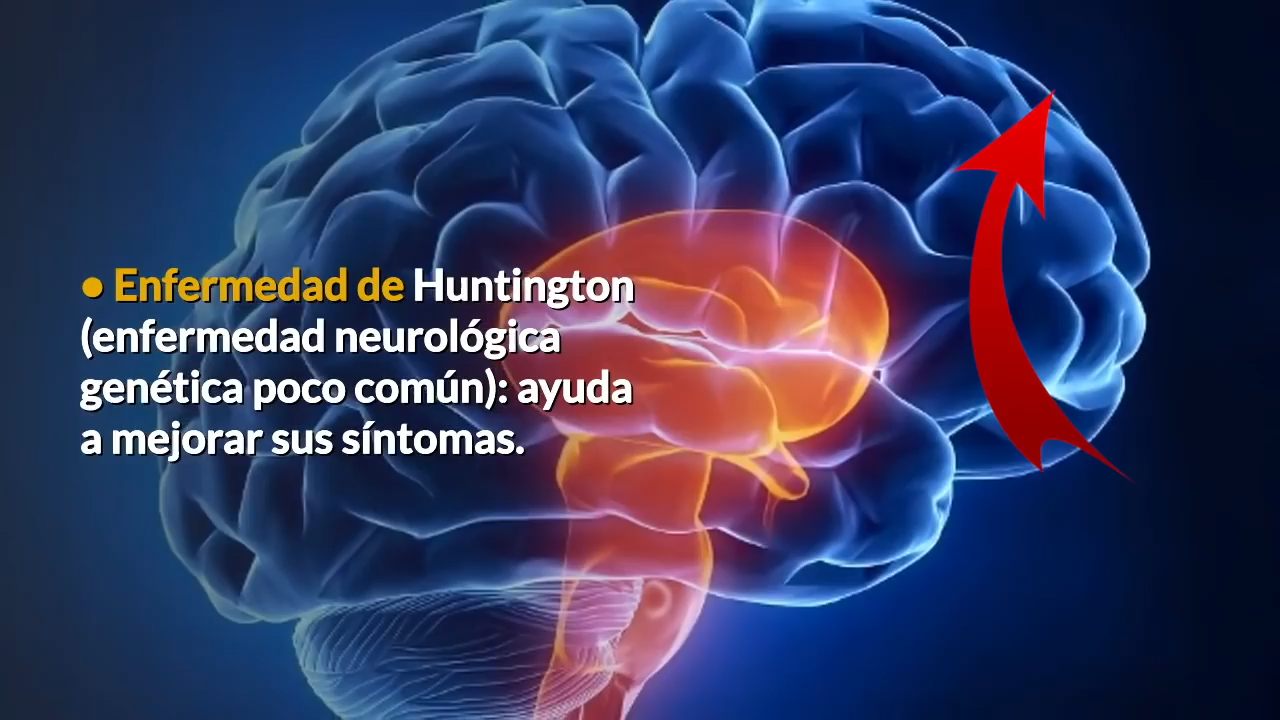 ● Enfermedad de Huntington
(enfermedad neurológica
genética poco común): ayuda
a mejorar sus síntomas.